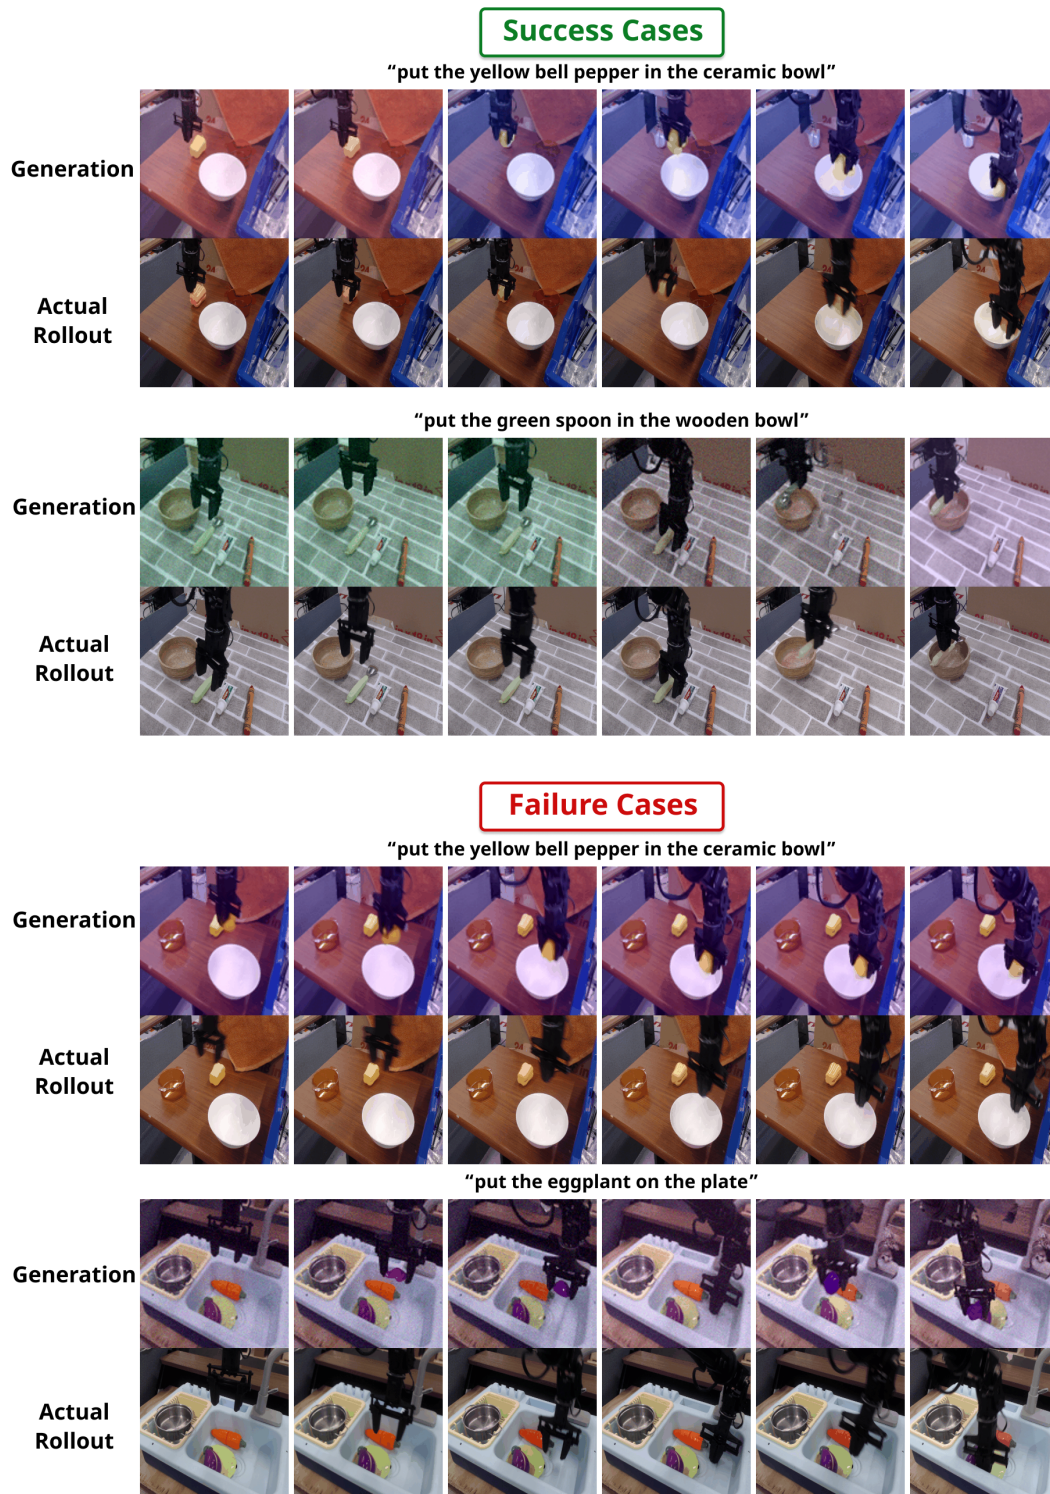 Success Cases
“put the yellow bell pepper in the ceramic bowl”
Generation
Actual
Rollout
“put the green spoon in the wooden bowl”
Generation
Actual
Rollout
Failure Cases
“put the yellow bell pepper in the ceramic bowl”
Generation
Actual
Rollout
“put the eggplant on the plate”
Generation
Actual
Rollout